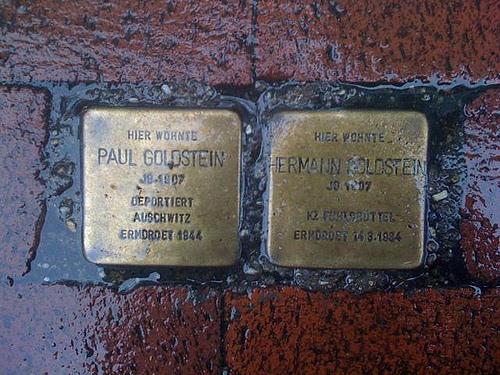 HIER WOHNTE
PAUL GOLDSTEIN
JG. 1907
DEPORTIERT
AUSCHWITZ
ERMORDET 1944
HIER WOHNTE
HERMANN GOLDSTEIN
JG. 1907
KZ FUHLSBÜTTEL
ERMORDET 14.3.1934